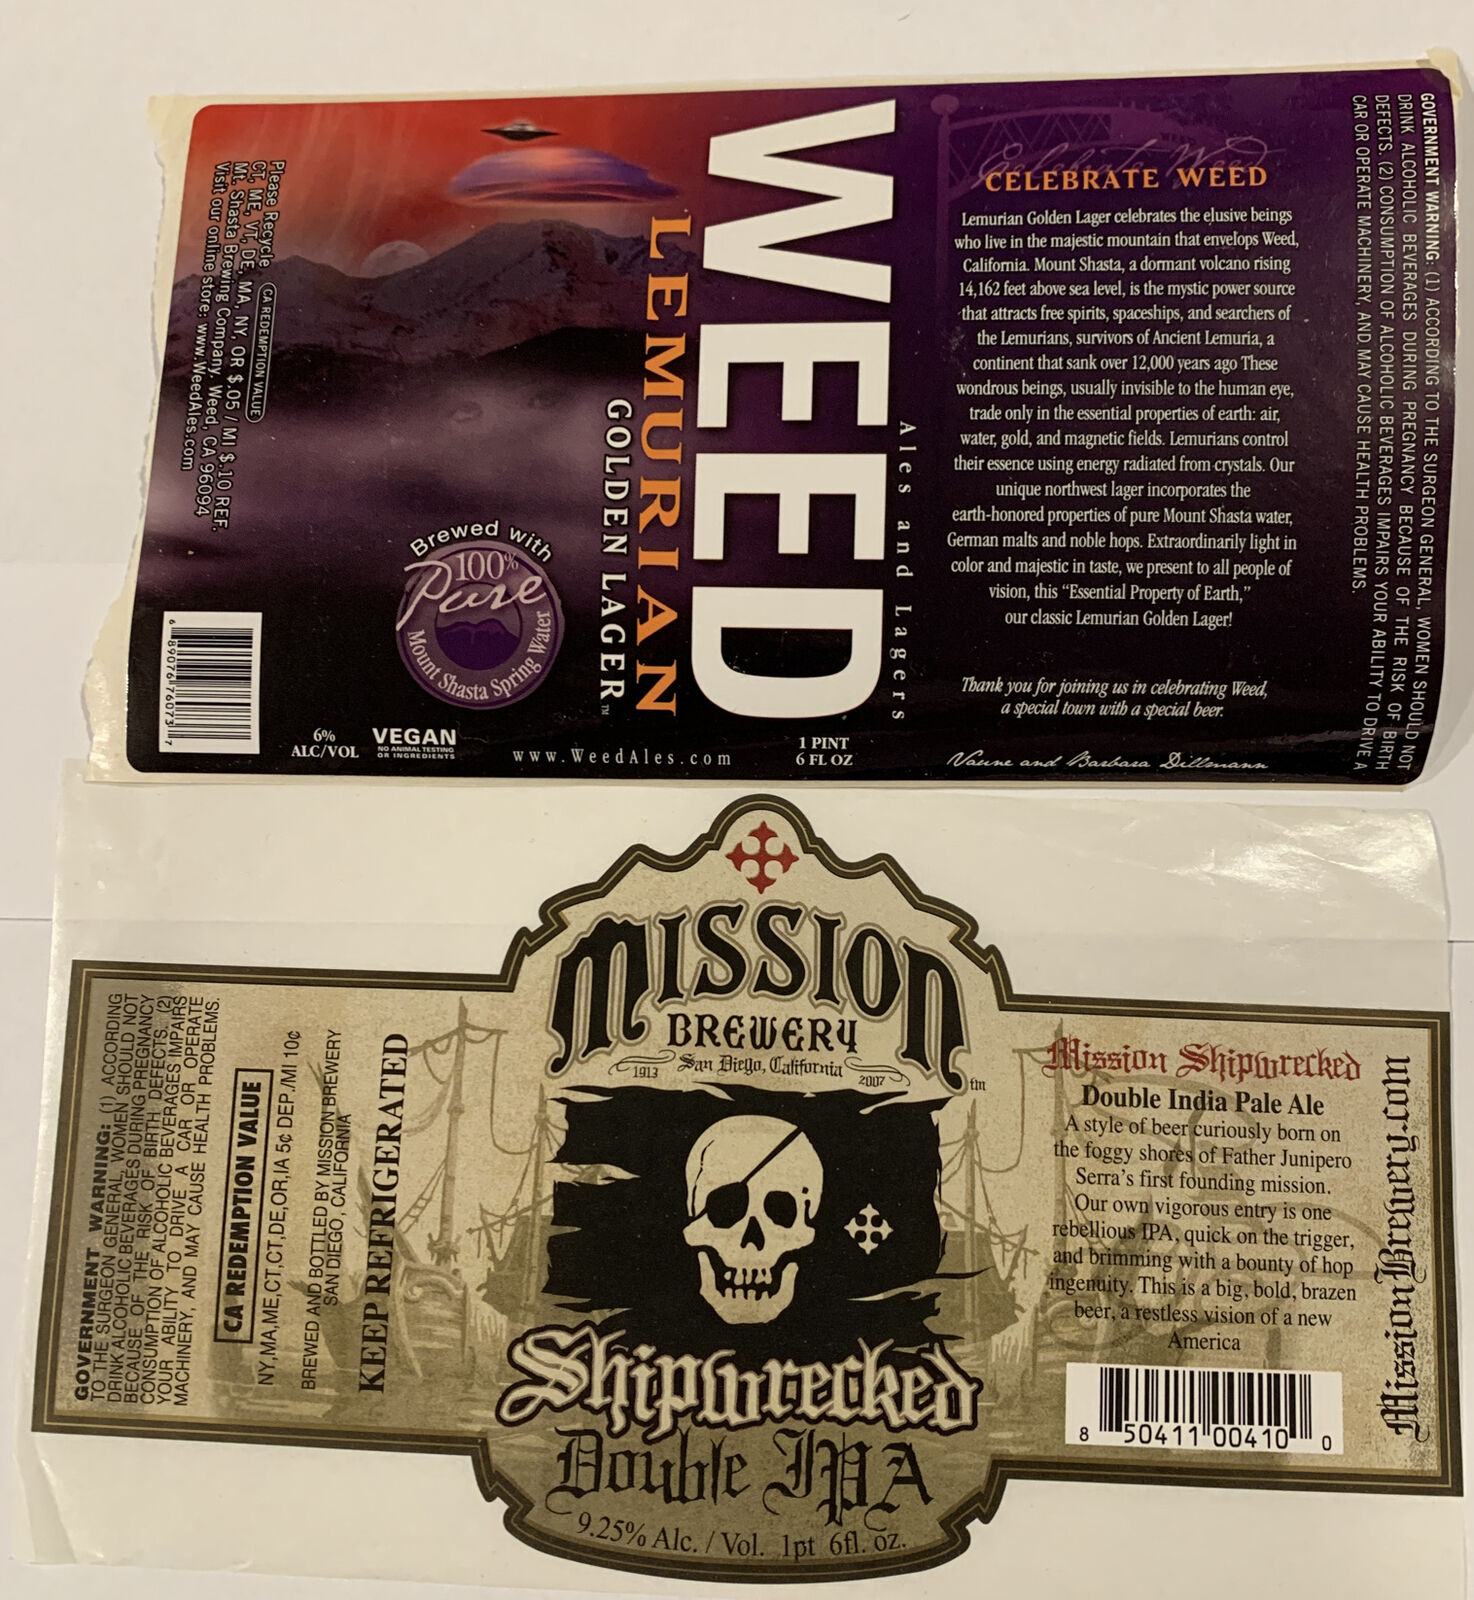 Please Recycle. CA REDEMPTION VALUE
CT, ME, VT, DE, MA, NY, OR $.05 / MI $.10 REF.
Mt. Shasta Brewing Company, Weed, CA 96094
Visit our online store: www.WeedAles.com
6 89076 76073 7
6%
ALC/VOL
VEGAN
NO ANIMAL TESTING
OR INGREDIENTS
Brewed with
100%
Pure
Mount Shasta Spring Water
WEED
LEMURIAN
GOLDEN LAGER™
Ales and Lagers
www.WeedAles.com
1 PINT
6 FL OZ
Celebrate Weed
CELEBRATE WEED
Lemurian Golden Lager celebrates the elusive beings
who live in the majestic mountain that envelops Weed,
California. Mount Shasta, a dormant volcano rising
14,162 feet above sea level, is the mystic power source
that attracts free spirits, spaceships, and searchers of
the Lemurians, survivors of Ancient Lemuria, a
continent that sank over 12,000 years ago These
wondrous beings, usually invisible to the human eye,
trade only in the essential properties of earth: air,
water, gold, and magnetic fields. Lemurians control
their essence using energy radiated from crystals. Our
unique northwest lager incorporates the
earth-honored properties of pure Mount Shasta water,
German malts and noble hops. Extraordinarily light in
color and majestic in taste, we present to all people of
vision, this “Essential Property of Earth,”
our classic Lemurian Golden Lager!
Thank you for joining us in celebrating Weed,
a special town with a special beer.
Vaune and Barbara Dillmann
GOVERNMENT WARNING: (1) ACCORDING TO THE SURGEON GENERAL, WOMEN SHOULD NOT
DRINK ALCOHOLIC BEVERAGES DURING PREGNANCY BECAUSE OF THE RISK OF BIRTH
DEFECTS. (2) CONSUMPTION OF ALCOHOLIC BEVERAGES IMPAIRS YOUR ABILITY TO DRIVE A
CAR OR OPERATE MACHINERY, AND MAY CAUSE HEALTH PROBLEMS.
GOVERNMENT WARNING: (1) ACCORDING
TO THE SURGEON GENERAL, WOMEN SHOULD NOT
DRINK ALCOHOLIC BEVERAGES DURING PREGNANCY
BECAUSE OF THE RISK OF BIRTH DEFECTS. (2)
CONSUMPTION OF ALCOHOLIC BEVERAGES IMPAIRS
YOUR ABILITY TO DRIVE A CAR OR OPERATE
MACHINERY, AND MAY CAUSE HEALTH PROBLEMS.
CA REDEMPTION VALUE
NY,MA,ME,CT,CT,DE,OR,IA 5¢ DEP./MI 10¢
BREWED AND BOTTLED BY MISSION BREWERY
SAN DIEGO, CALIFORNIA
KEEP REFRIGERATED
MISSION
BREWERY
1913 San Diego, California 2007
tm
Shipwrecked
Double IPA
9.25% Alc. / Vol. 1pt 6fl. oz.
Mission Shipwrecked
Double India Pale Ale
A style of beer curiously born on
the foggy shores of Father Junipero
Serra's first founding mission.
Our own vigorous entry is one
rebellious IPA, quick on the trigger,
and brimming with a bounty of hop
ingenuity. This is a big, bold, brazen
beer, a restless vision of a new
America
8 50411 00410 0
MissionBrewery.com